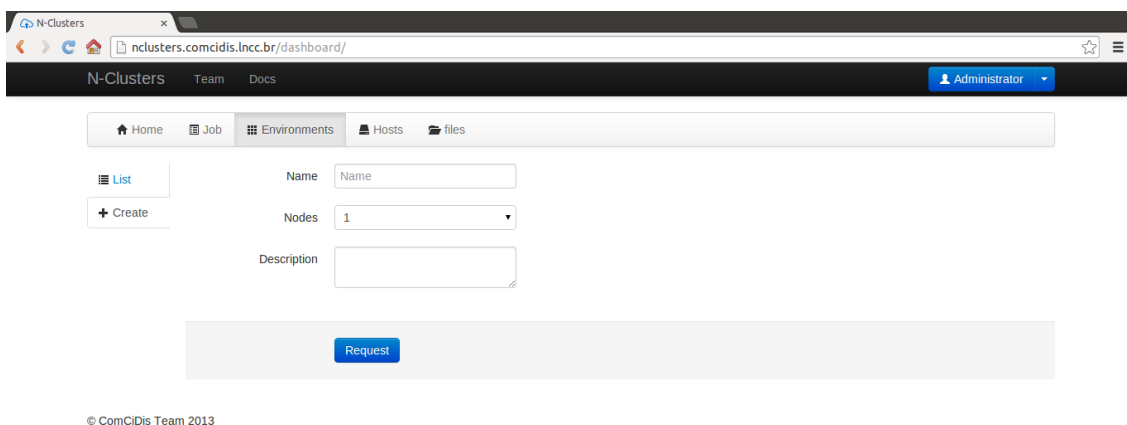 N-Clusters ×
nclusters.comcidis.lncc.br/dashboard/
N-Clusters Team Docs Administrator
Home Job Environments Hosts files
List
Create
Name Name
Nodes 1
Description
Request
© ComCiDis Team 2013